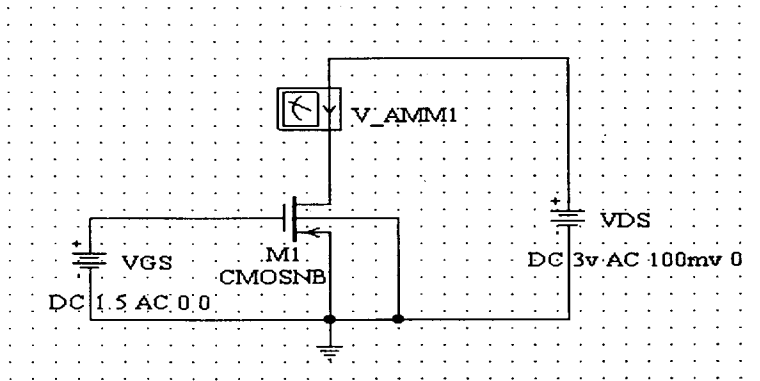 V_AMM1
VDS
DC 3v AC 100mv 0
M1
CMOSNB
VGS
DC 1.5 AC 0 0